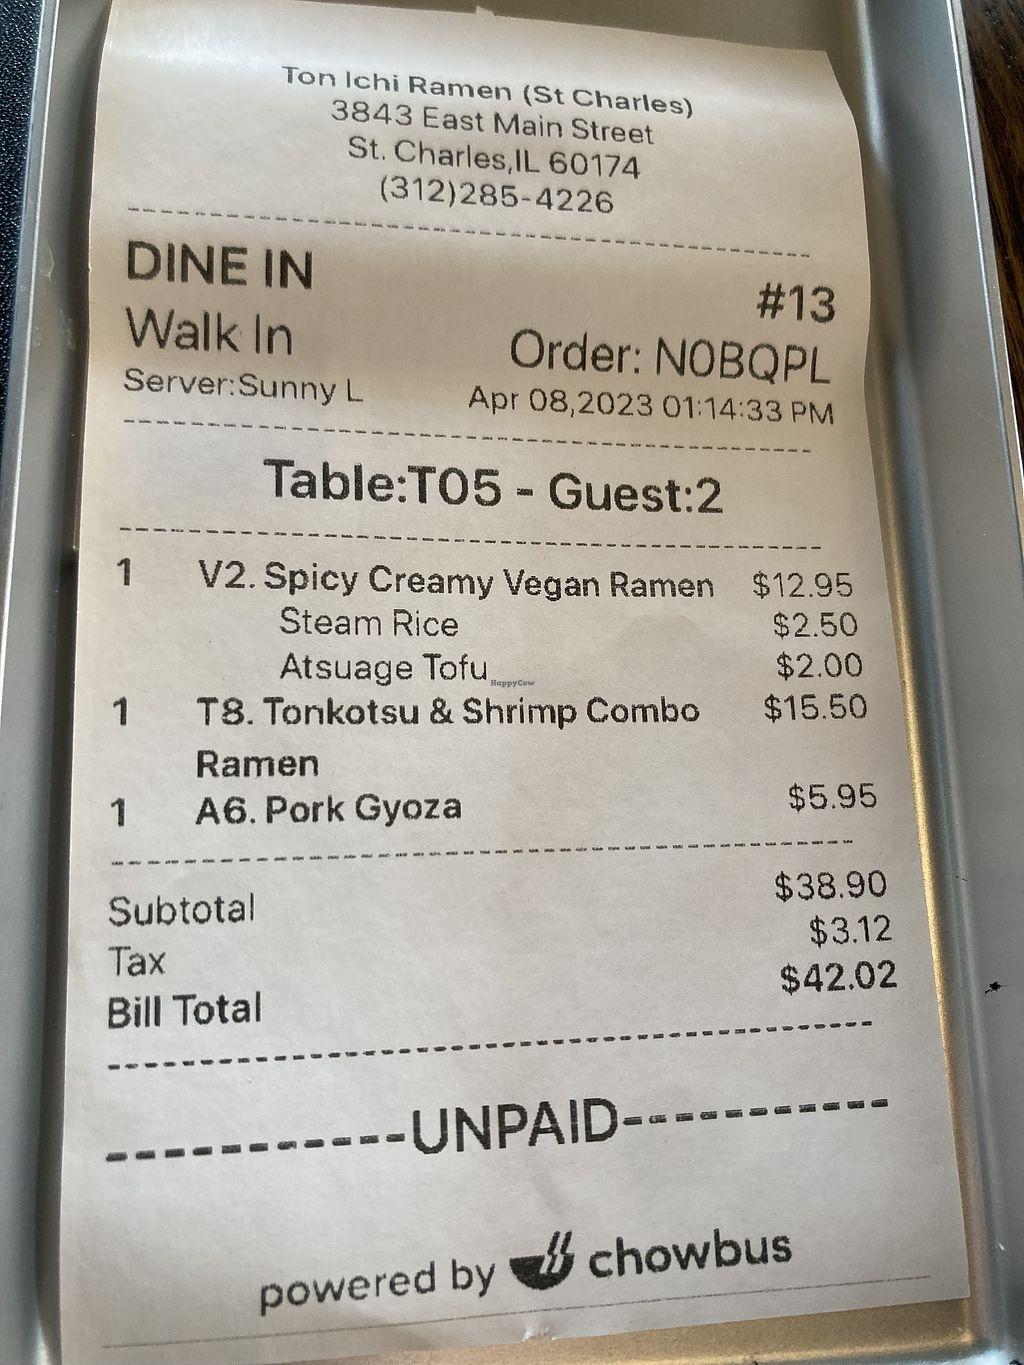 Ton Ichi Ramen (St Charles)
3843 East Main Street
St. Charles,IL 60174
(312)285-4226
DINE IN
#13
Walk In
Order: N0BQPL
Server:Sunny L
Apr 08,2023 01:14:33 PM
Table:T05 - Guest:2
1 V2. Spicy Creamy Vegan Ramen $12.95
Steam Rice $2.50
Atsuage Tofu $2.00
HappyCow
1 T8. Tonkotsu & Shrimp Combo $15.50
Ramen
1 A6. Pork Gyoza $5.95
Subtotal $38.90
Tax $3.12
Bill Total $42.02
----------UNPAID-----------
powered by chowbus